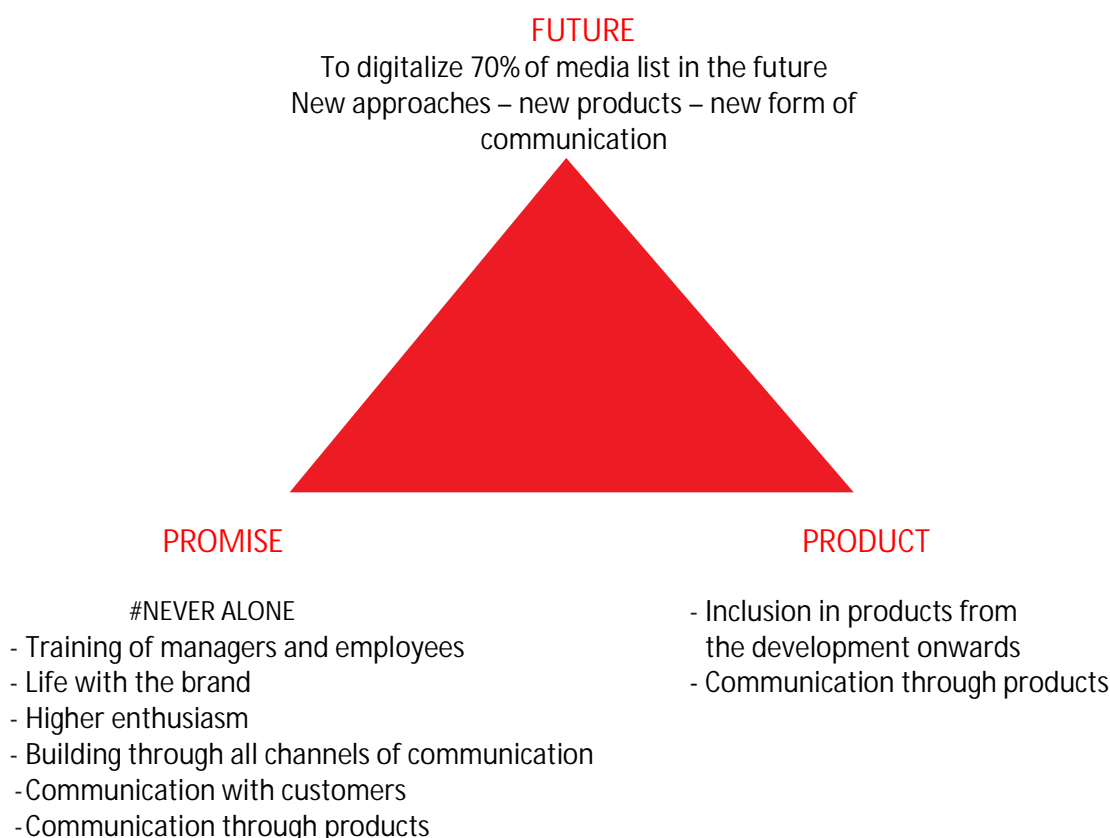 FUTURE
To digitalize 70% of media list in the future
New approaches – new products – new form of
communication
PROMISE
#NEVER ALONE
- Training of managers and employees
- Life with the brand
- Higher enthusiasm
- Building through all channels of communication
- Communication with customers
- Communication through products
PRODUCT
- Inclusion in products from
the development onwards
- Communication through products